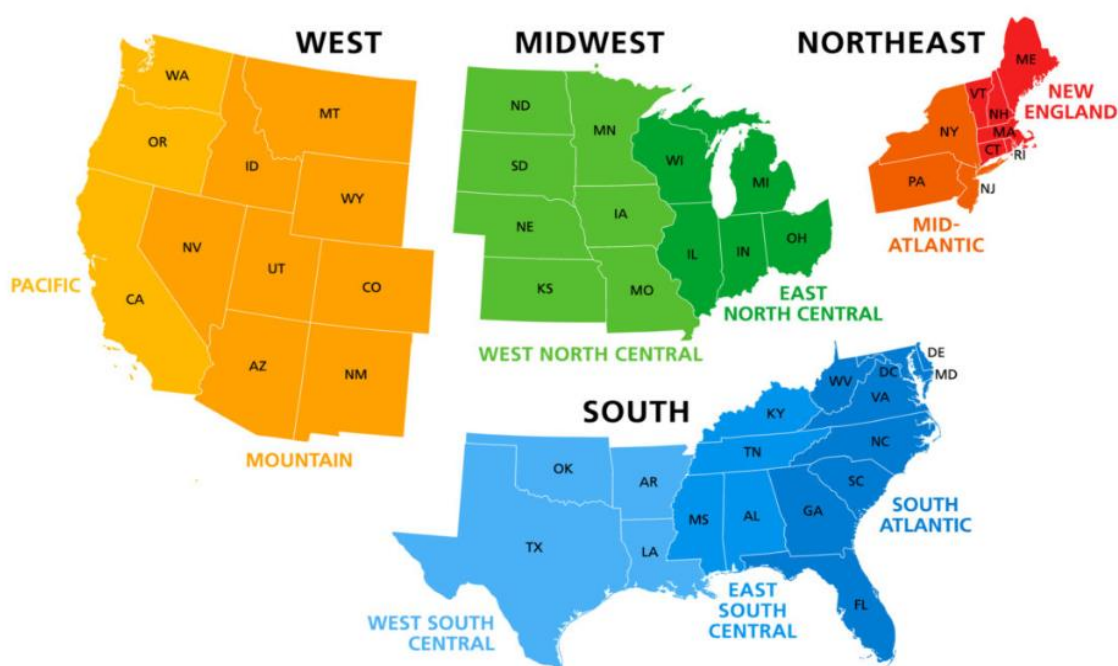 WEST
WA
MT
OR
ID
WY
NV
UT
CO
CA
AZ
NM
PACIFIC
MOUNTAIN
MIDWEST
ND
MN
SD
WI
MI
NE
IA
IL
IN
OH
KS
MO
EAST
NORTH CENTRAL
WEST NORTH CENTRAL
NORTHEAST
ME
VT
NEW
ENGLAND
NH
NY
MA
CT
RI
PA
NJ
MID-
ATLANTIC
SOUTH
DE
DC
MD
WV
VA
KY
NC
TN
OK
AR
SC
MS
AL
GA
SOUTH
ATLANTIC
TX
LA
FL
WEST SOUTH
CENTRAL
EAST
SOUTH
CENTRAL